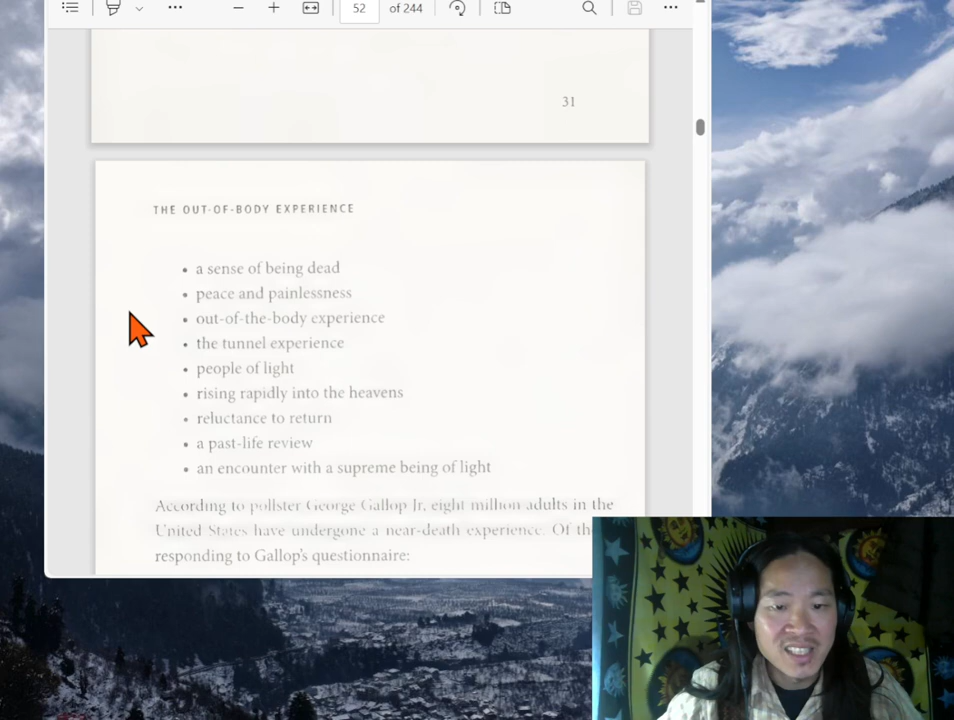 52 of 244
31
THE OUT-OF-BODY EXPERIENCE
• a sense of being dead
• peace and painlessness
• out-of-the-body experience
• the tunnel experience
• people of light
• rising rapidly into the heavens
• reluctance to return
• a past-life review
• an encounter with a supreme being of light
According to pollster George Gallop Jr, eight million adults in the
United States have undergone a near-death experience. Of
responding to Gallop's questionnaire: